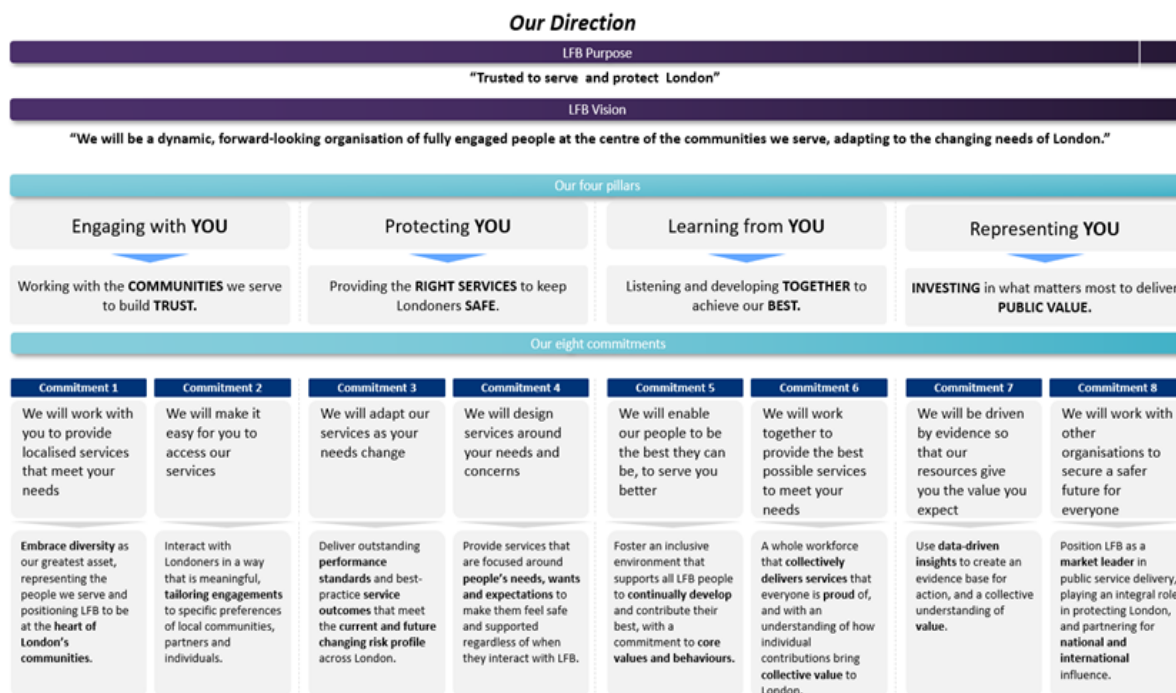 Our Direction
LFB Purpose
“Trusted to serve and protect London”
LFB Vision
“We will be a dynamic, forward-looking organisation of fully engaged people at the centre of the communities we serve, adapting to the changing needs of London.”
Our four pillars
Engaging with YOU
Working with the COMMUNITIES we serve
to build TRUST.
Protecting YOU
Providing the RIGHT SERVICES to keep
Londoners SAFE.
Learning from YOU
Listening and developing TOGETHER to
achieve our BEST.
Representing YOU
INVESTING in what matters most to deliver
PUBLIC VALUE.
Our eight commitments
Commitment 1
We will work with
you to provide
localised services
that meet your
needs
Embrace diversity as
our greatest asset,
representing the
people we serve and
positioning LFB to be
at the heart of
London’s
communities.
Commitment 2
We will make it
easy for you to
access our
services
Interact with
Londoners in a way
that is meaningful,
tailoring engagements
to specific preferences
of local communities,
partners and
individuals.
Commitment 3
We will adapt our
services as your
needs change
Deliver outstanding
performance
standards and best-
practice service
outcomes that meet
the current and future
changing risk profile
across London.
Commitment 4
We will design
services around
your needs and
concerns
Provide services that
are focused around
people’s needs, wants
and expectations to
make them feel safe
and supported
regardless of when
they interact with LFB.
Commitment 5
We will enable
our people to be
the best they can
be, to serve you
better
Foster an inclusive
environment that
supports all LFB people
to continually develop
and contribute their
best, with a
commitment to core
values and behaviours.
Commitment 6
We will work
together to
provide the best
possible services
to meet your
needs
A whole workforce
that collectively
delivers services that
everyone is proud of,
and with an
understanding of how
individual
contributions bring
collective value to
London.
Commitment 7
We will be driven
by evidence so
that our
resources give
you the value you
expect
Use data-driven
insights to create an
evidence base for
action, and a collective
understanding of
value.
Commitment 8
We will work with
other
organisations to
secure a safer
future for
everyone
Position LFB as a
market leader in
public service delivery,
playing an integral role
in protecting London,
and partnering for
national and
international
influence.